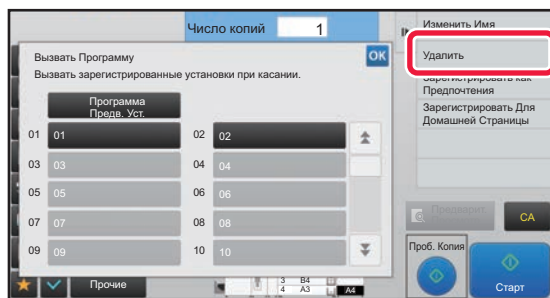 Число копий 1
Изменить Имя
Удалить
Зарегистрировать как
Предпочтения
Зарегистрировать Для
Домашней Страницы
Вызвать Программу
OK
Вызвать зарегистрированные установки при касании.
Программа
Предв. Уст.
01 01
02 02
03 03
04 04
05 05
06 06
07 07
08 08
09 09
10 10
CA
Проб. Копия
Старт
Прочие
3 B4
4 A3
A4